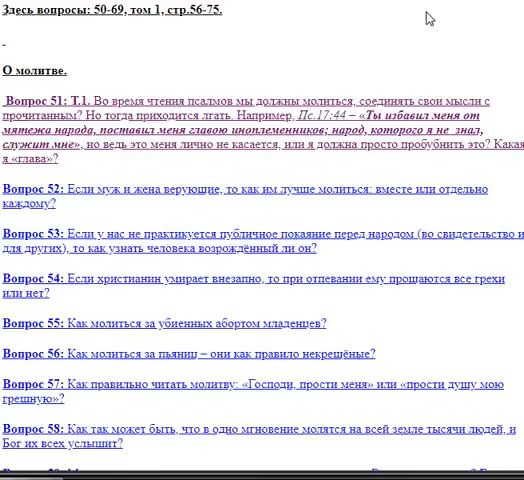 Здесь вопросы: 50-69, том 1, стр.56-75.
О молитве.
Вопрос 51: Т.1. Во время чтения псалмов мы должны молиться, соединять свои мысли с
прочитанным? Но тогда приходится лгать. Например, Пс.17:44 – «Ты избавил меня от
мятежа народа, поставил меня главою иноплеменников; народ, которого я не знал,
служит мне», но ведь это меня лично не касается, или я должна просто пробубнить это? Какая
я «глава»?
Вопрос 52: Если муж и жена верующие, то как им лучше молиться: вместе или отдельно
каждому?
Вопрос 53: Если у нас не практикуется публичное покаяние перед народом (во свидетельство и
для других), то как узнать человека возрождённый ли он?
Вопрос 54: Если христианин умирает внезапно, то при отпевании ему прощаются все грехи
или нет?
Вопрос 55: Как молиться за убиенных абортом младенцев?
Вопрос 56: Как молиться за пьяниц – они как правило некрещёные?
Вопрос 57: Как правильно читать молитву: «Господи, прости меня» или «прости душу мою
грешную»?
Вопрос 58: Как так может быть, что в одно мгновение молятся на всей земле тысячи людей, и
Бог их всех услышит?